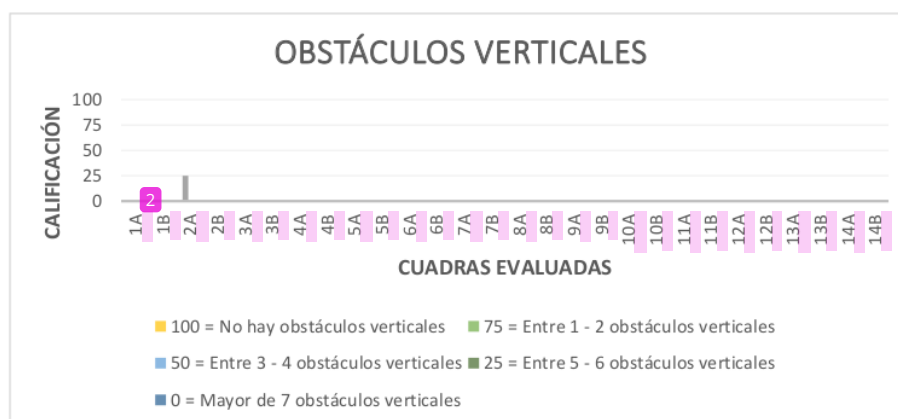 OBSTÁCULOS VERTICALES
CALIFICACIÓN
100
75
50
25
0
2
1A 1B 2A 2B 3A 3B 4A 4B 5A 5B 6A 6B 7A 7B 8A 8B 9A 9B 10A 10B 11A 11B 12A 12B 13A 13B 14A 14B
CUADRAS EVALUADAS
100 = No hay obstáculos verticales
75 = Entre 1 - 2 obstáculos verticales
50 = Entre 3 - 4 obstáculos verticales
25 = Entre 5 - 6 obstáculos verticales
0 = Mayor de 7 obstáculos verticales